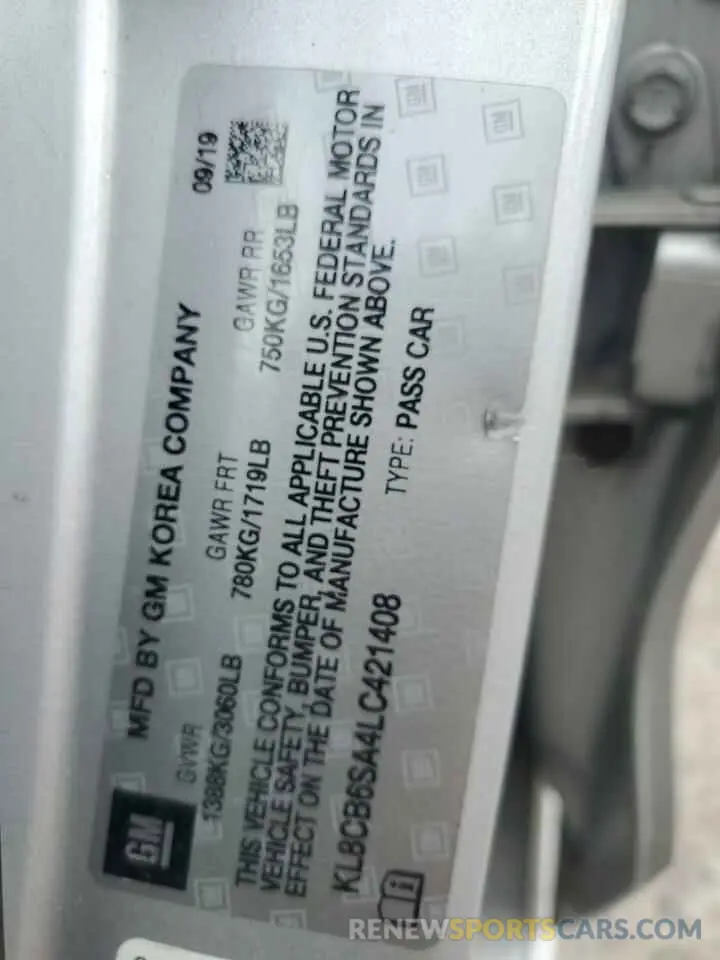 MFD BY GM KOREA COMPANY 09/19
GVWR GAWR FRT GAWR RR
1388KG/3060LB 780KG/1719LB 750KG/1653LB
THIS VEHICLE CONFORMS TO ALL APPLICABLE U.S. FEDERAL MOTOR
VEHICLE SAFETY, BUMPER, AND THEFT PREVENTION STANDARDS IN
EFFECT ON THE DATE OF MANUFACTURE SHOWN ABOVE.
KL8CB6SA4LC421408 TYPE: PASS CAR
GM
RENEWSPORTSCARS.COM